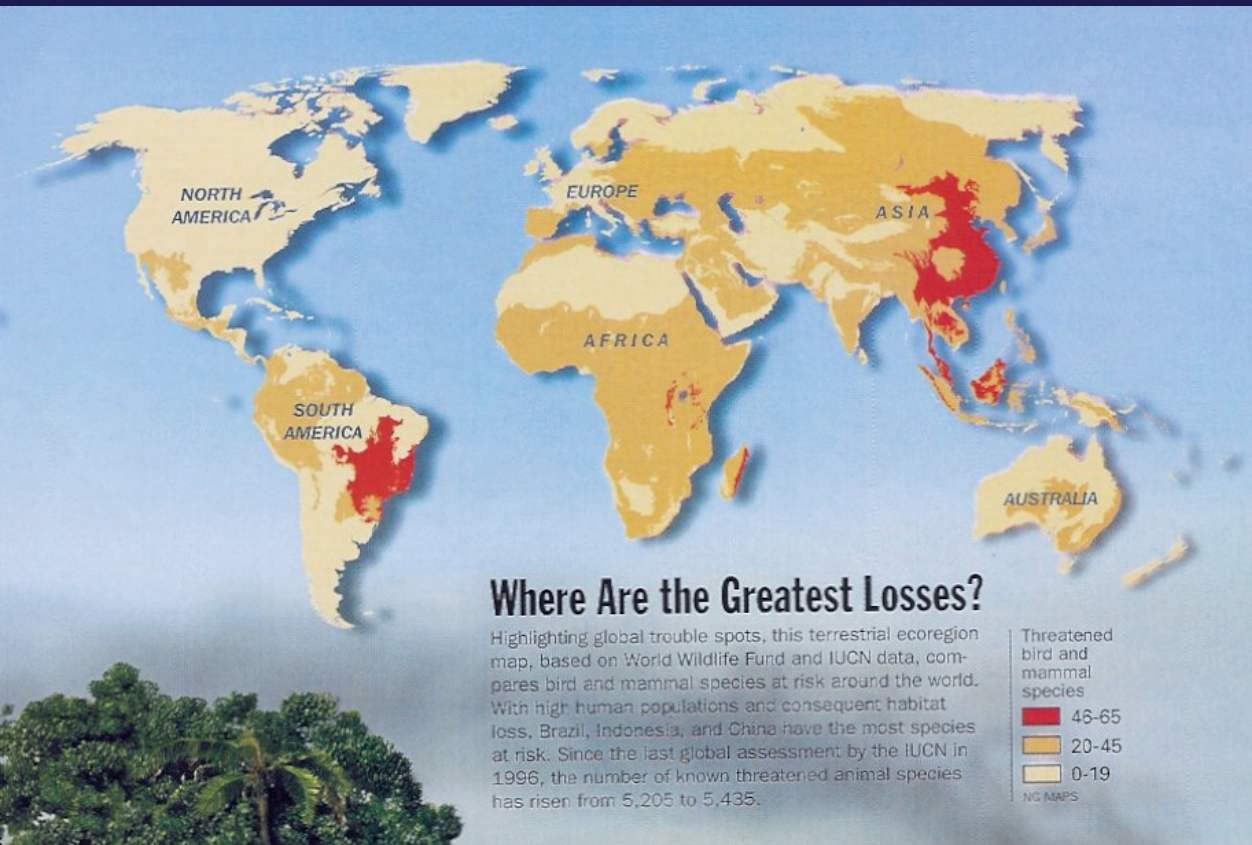 NORTH
AMERICA
EUROPE
ASIA
AFRICA
SOUTH
AMERICA
AUSTRALIA
Where Are the Greatest Losses?
Highlighting global trouble spots, this terrestrial ecoregion
map, based on World Wildlife Fund and IUCN data, com-
pares bird and mammal species at risk around the world.
With high human populations and consequent habitat
loss, Brazil, Indonesia, and China have the most species
at risk. Since the last global assessment by the IUCN in
1996, the number of known threatened animal species
has risen from 5,205 to 5,435.
Threatened
bird and
mammal
species
46-65
20-45
0-19
NG MAPS